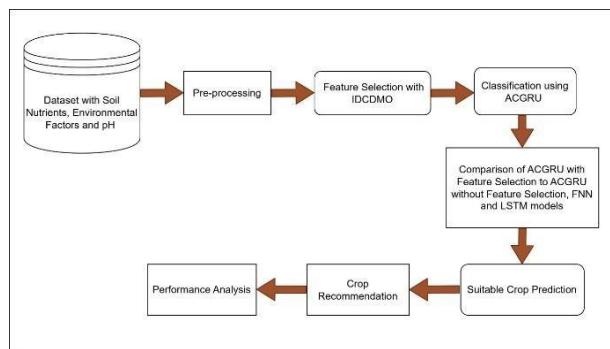 Dataset with Soil
Nutrients, Environmental
Factors and pH
Pre-processing
Feature Selection with
IDCDMO
Classification using
ACGRU
Comparison of ACGRU with
Feature Selection to ACGRU
without Feature Selection, FNN
and LSTM models
Suitable Crop Prediction
Crop
Recommendation
Performance Analysis